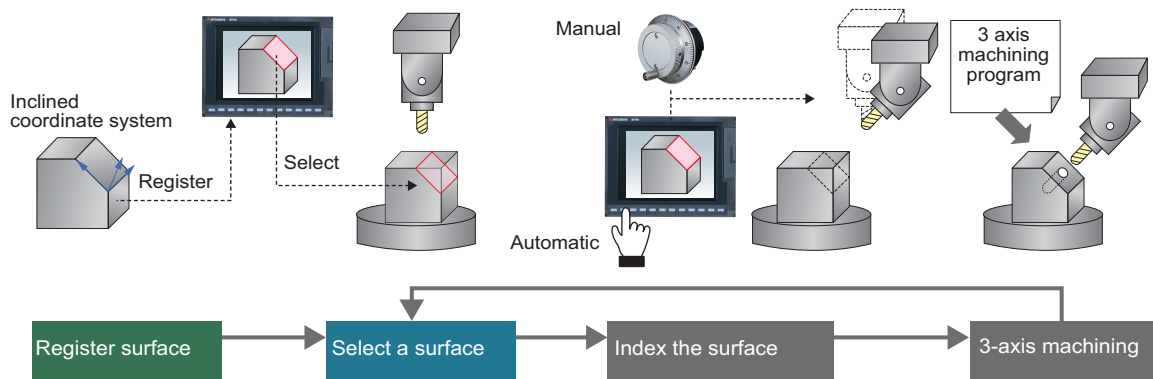 Manual
3 axis
machining
program
Inclined
coordinate system
Register
Select
Automatic
Register surface
Select a surface
Index the surface
3-axis machining